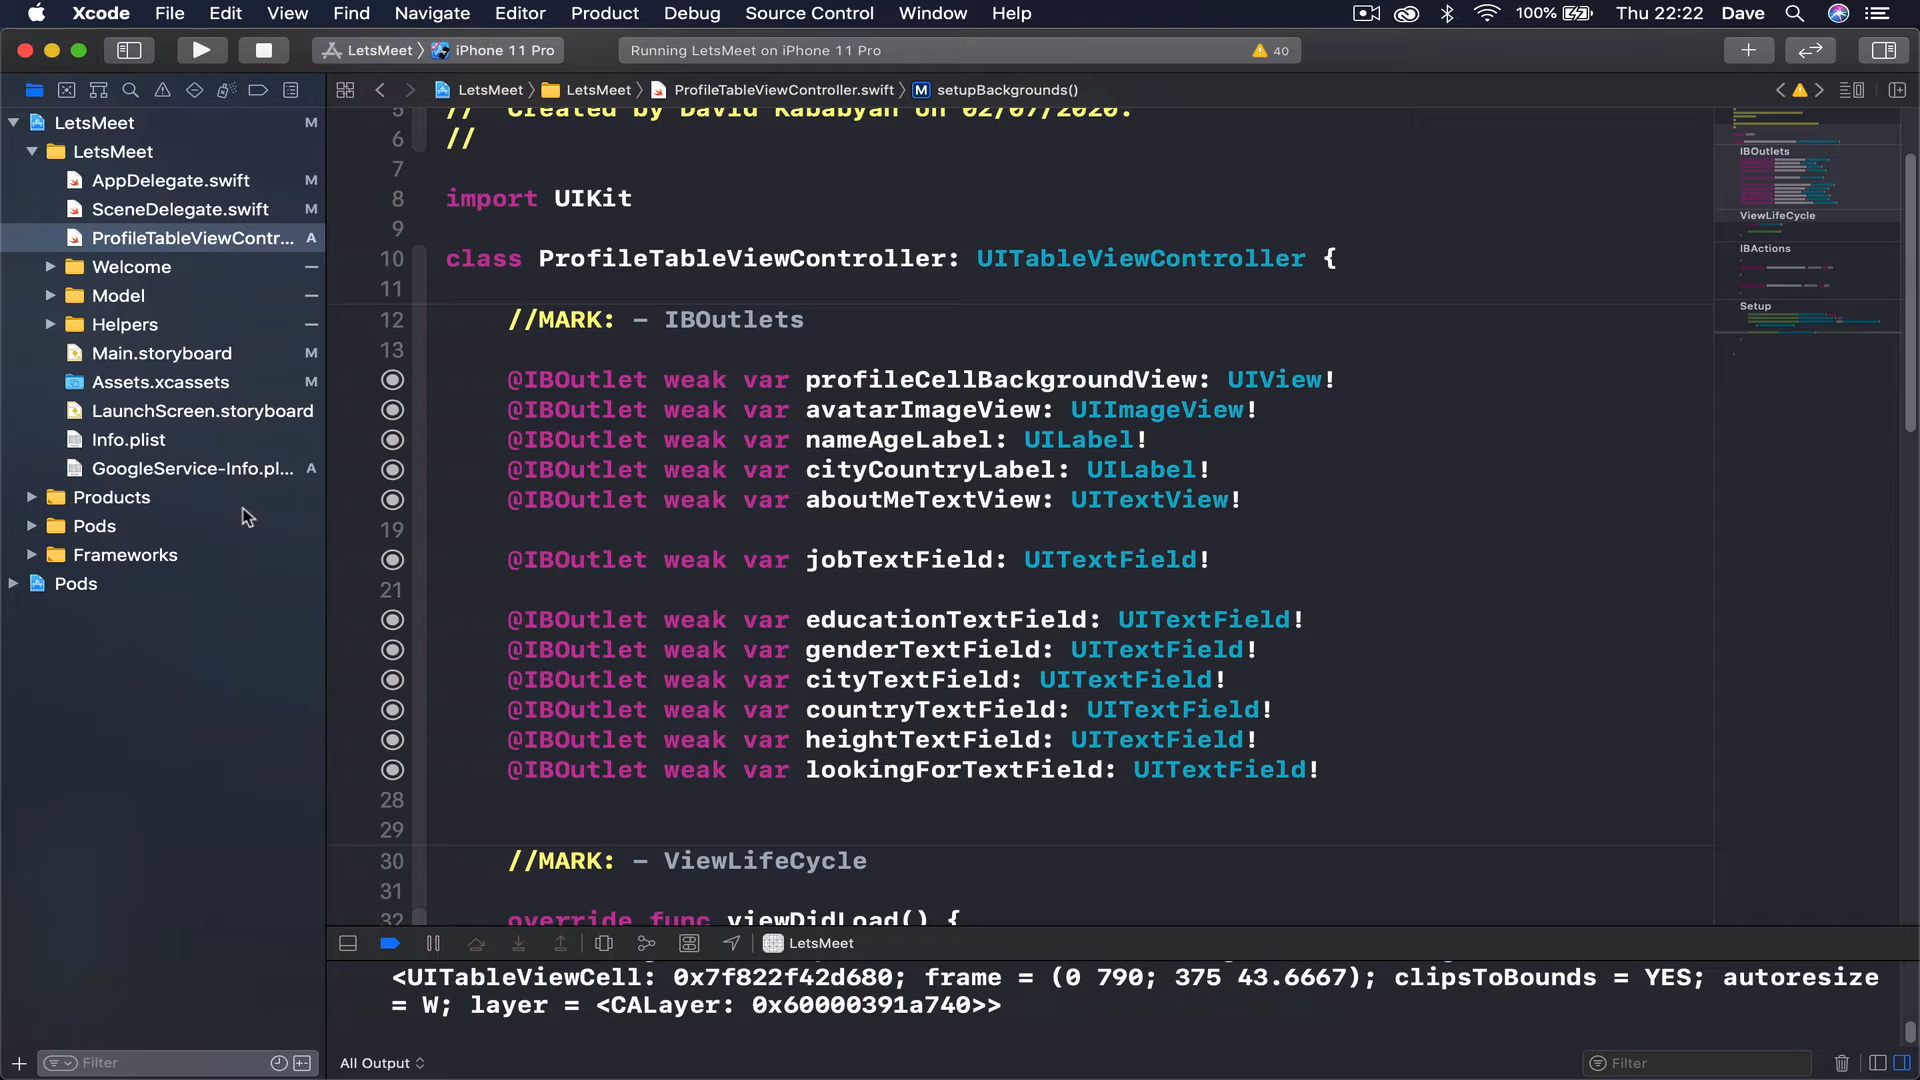 Xcode File Edit View Find Navigate Editor Product Debug Source Control Window Help 100% Thu 22:22 Dave
LetsMeet iPhone 11 Pro Running LetsMeet on iPhone 11 Pro 40
LetsMeet LetsMeet ProfileTableViewController.swift M setupBackgrounds()
LetsMeet M
LetsMeet
AppDelegate.swift M
SceneDelegate.swift M
ProfileTableViewContr... A
Welcome
Model
Helpers
Main.storyboard M
Assets.xcassets M
LaunchScreen.storyboard
Info.plist
GoogleService-Info.pl... A
Products
Pods
Frameworks
Pods
Filter
5 // Created by David Kababyan on 02/07/2020.
6 //
7
8 import UIKit
9
10 class ProfileTableViewController: UITableViewController {
11
12 //MARK: - IBOutlets
13
@IBOutlet weak var profileCellBackgroundView: UIView!
@IBOutlet weak var avatarImageView: UIImageView!
@IBOutlet weak var nameAgeLabel: UILabel!
@IBOutlet weak var cityCountryLabel: UILabel!
@IBOutlet weak var aboutMeTextView: UITextView!
19
@IBOutlet weak var jobTextField: UITextField!
21
@IBOutlet weak var educationTextField: UITextField!
@IBOutlet weak var genderTextField: UITextField!
@IBOutlet weak var cityTextField: UITextField!
@IBOutlet weak var countryTextField: UITextField!
@IBOutlet weak var heightTextField: UITextField!
@IBOutlet weak var lookingForTextField: UITextField!
28
29
30 //MARK: - ViewLifeCycle
31
32 override func viewDidLoad() {
IBOutlets
ViewLifeCycle
IBActions
Setup
LetsMeet
<UITableViewCell: 0x7f822f42d680; frame = (0 790; 375 43.6667); clipsToBounds = YES; autoresize
= W; layer = <CALayer: 0x60000391a740>>
All Output Filter